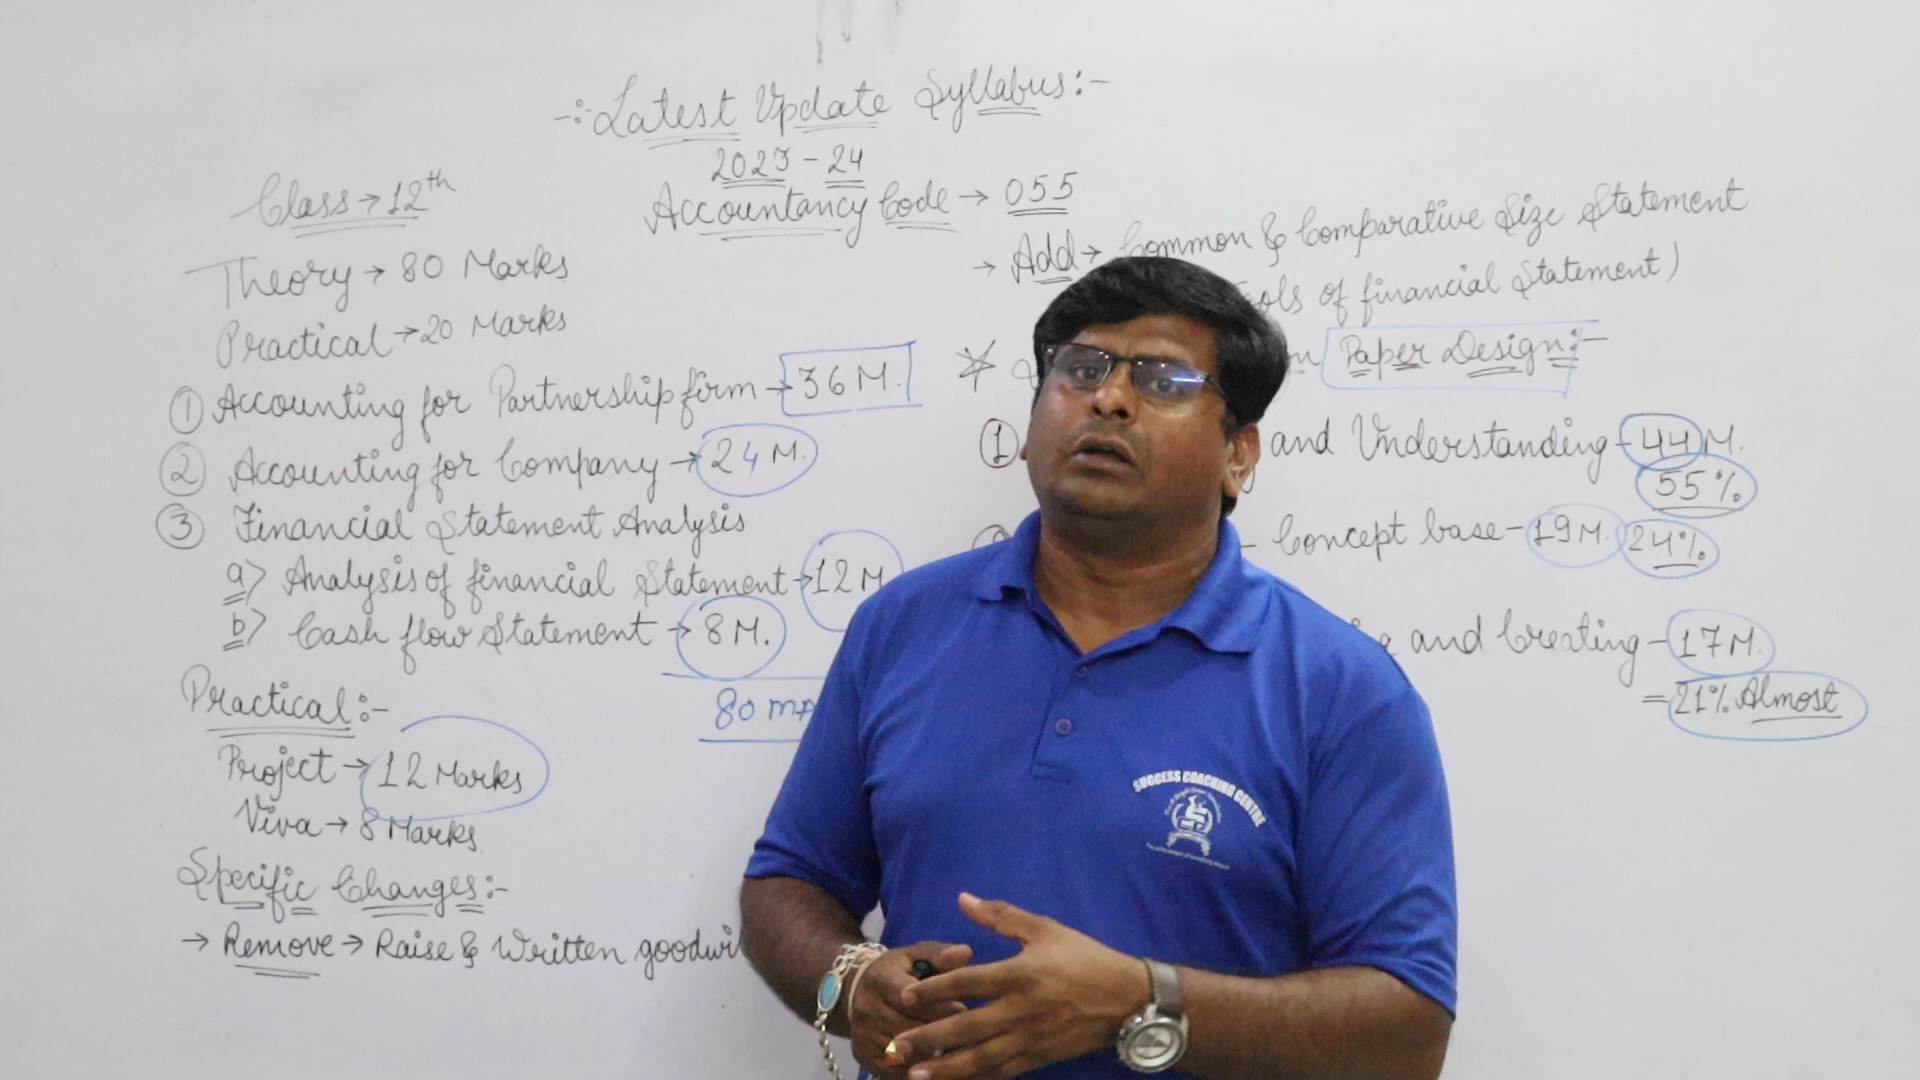 -:- Latest Update Syllabus:-
2023-24
Accountancy Code → 055
Class → 12th
Theory → 80 Marks
Practical → 20 Marks
① Accounting for Partnership firm → 36 M.
② Accounting for Company → 24 M.
③ Financial Statement Analysis
a> Analysis of financial Statement → 12 M
b> Cash flow Statement → 8 M.
80
Practical:-
Project → 12 Marks
Viva → 8 Marks.
Specific Changes:-
→ Remove → Raise & Written
→ Add → Common & Comparative Size Statement
of financial Statement)
Paper Design:-
① and Understanding - 44 M.
55%
- Concept base - 19 M. 24%
and Creating - 17 M.
= 21% Almost
SUCCESS COACHING CENTRE